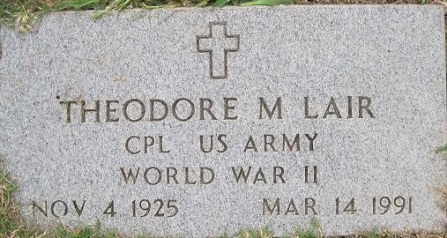 THEODORE M LAIR
CPL US ARMY
WORLD WAR II
NOV 4 1925 MAR 14 1991